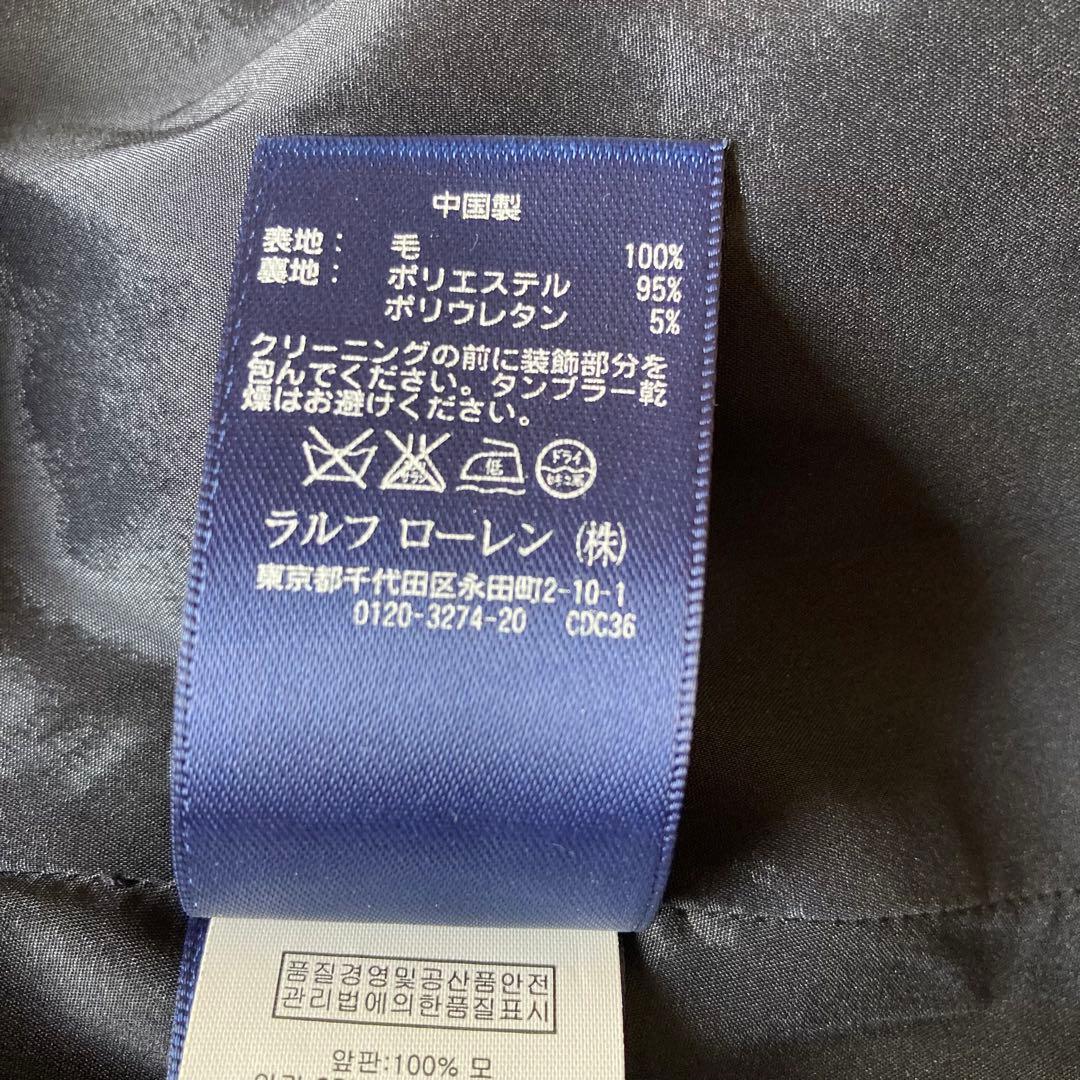 中国製
表地： 毛 100%
裏地： ポリエステル 95%
ポリウレタン 5%
クリーニングの前に装飾部分を
包んでください。タンブラー乾
燥はお避けください。
低 ドライ
ラルフ ローレン (株)
東京都千代田区永田町2-10-1
0120-3274-20 CDC36
품질경영및공산품안전
관리법에의한품질표시
앞판:100% 모